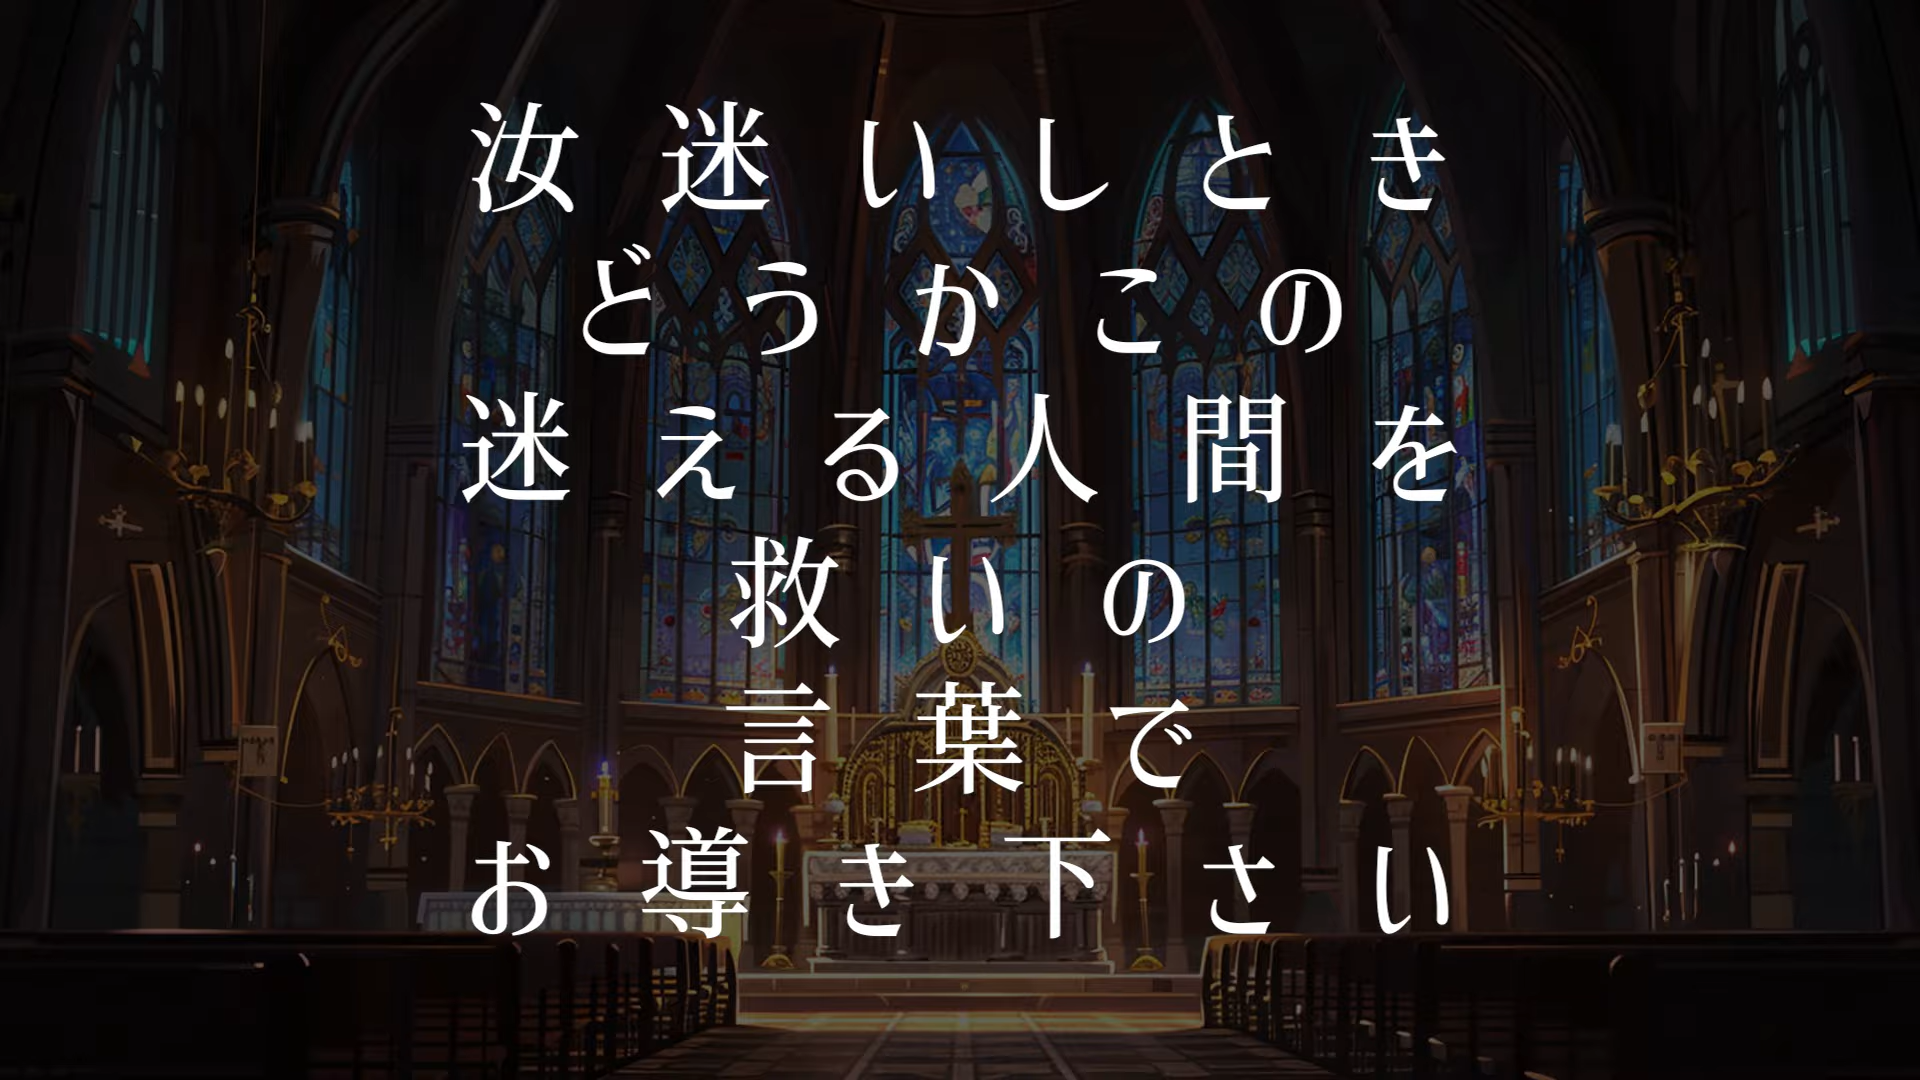 汝迷いしとき
どうかこの
迷える人間を
救いの
言葉で
お導き下さい